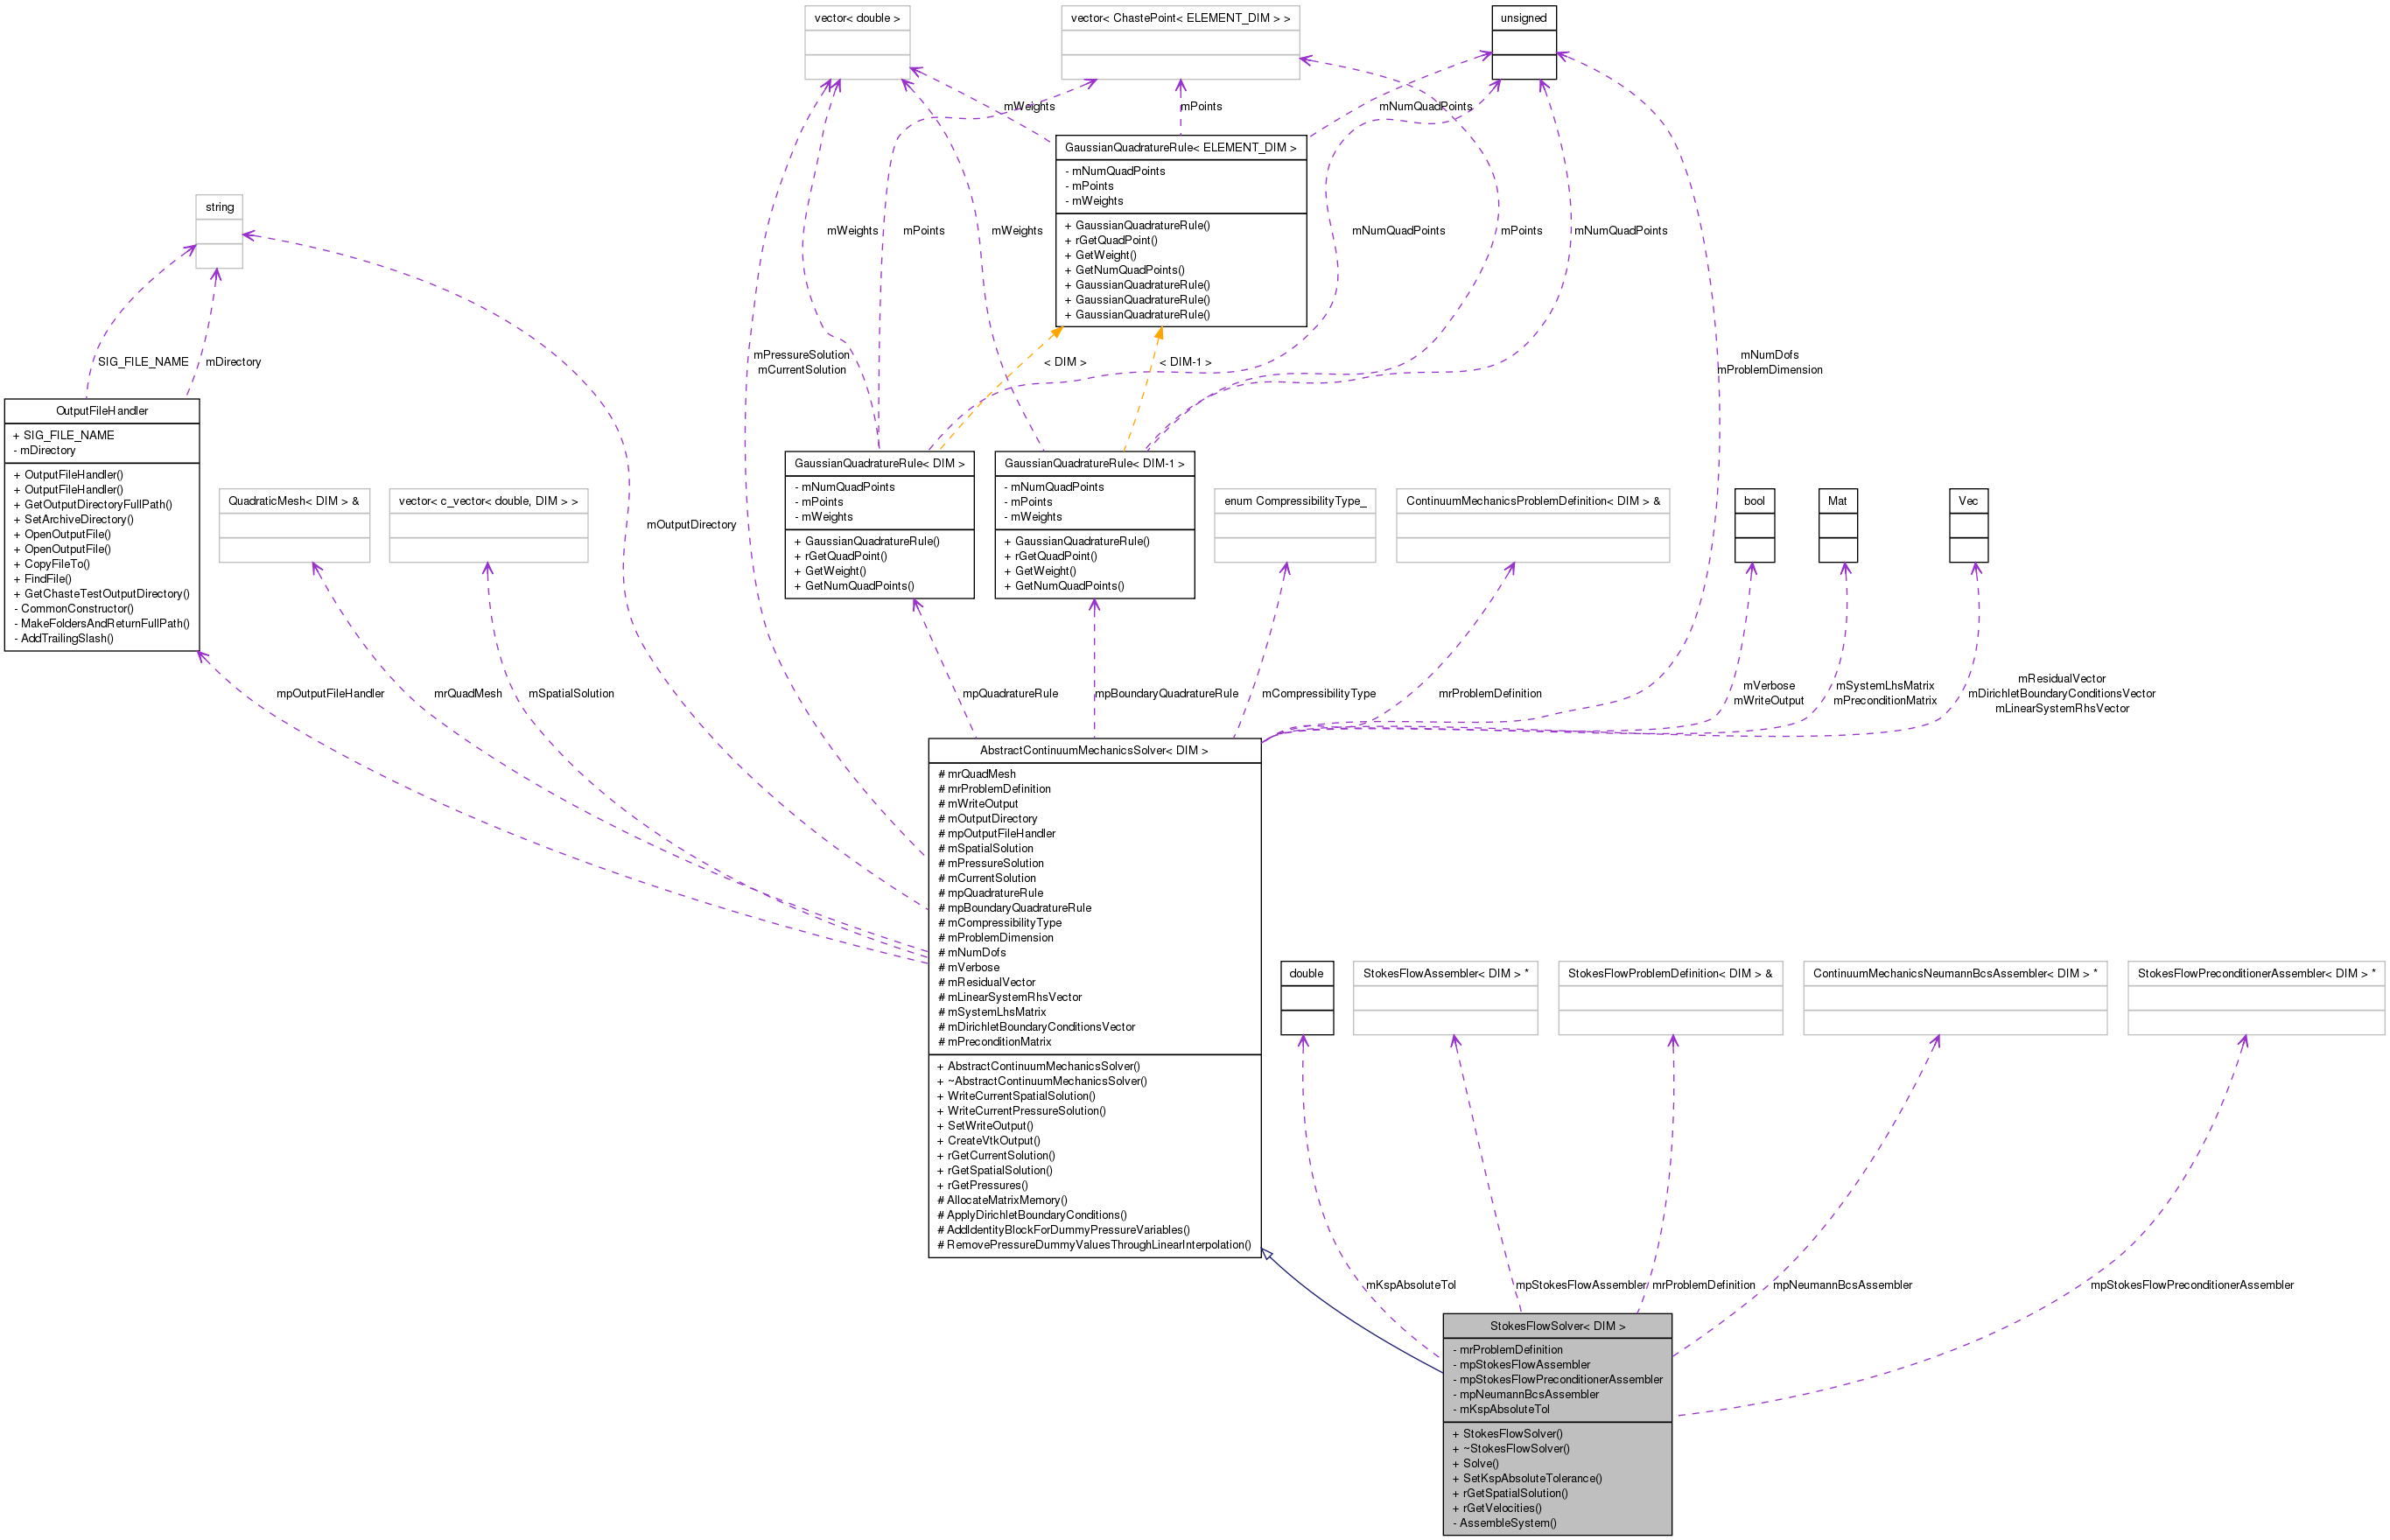 vector< double >
vector< ChastePoint< ELEMENT_DIM > >
unsigned
mWeights
mPoints
mNumQuadPoints
GaussianQuadratureRule< ELEMENT_DIM >
- mNumQuadPoints
- mPoints
- mWeights
+ GaussianQuadratureRule()
+ rGetQuadPoint()
+ GetWeight()
+ GetNumQuadPoints()
+ GaussianQuadratureRule()
+ GaussianQuadratureRule()
+ GaussianQuadratureRule()
string
mWeights
mPoints
mWeights
mNumQuadPoints
mPoints
mNumQuadPoints
SIG_FILE_NAME
mDirectory
mPressureSolution
mCurrentSolution
< DIM >
< DIM-1 >
mNumDofs
mProblemDimension
OutputFileHandler
+ SIG_FILE_NAME
- mDirectory
+ OutputFileHandler()
+ OutputFileHandler()
+ GetOutputDirectoryFullPath()
+ SetArchiveDirectory()
+ OpenOutputFile()
+ OpenOutputFile()
+ CopyFileTo()
+ FindFile()
+ GetChasteTestOutputDirectory()
- CommonConstructor()
- MakeFoldersAndReturnFullPath()
- AddTrailingSlash()
QuadraticMesh< DIM > &
vector< c_vector< double, DIM > >
mOutputDirectory
GaussianQuadratureRule< DIM >
- mNumQuadPoints
- mPoints
- mWeights
+ GaussianQuadratureRule()
+ rGetQuadPoint()
+ GetWeight()
+ GetNumQuadPoints()
GaussianQuadratureRule< DIM-1 >
- mNumQuadPoints
- mPoints
- mWeights
+ GaussianQuadratureRule()
+ rGetQuadPoint()
+ GetWeight()
+ GetNumQuadPoints()
enum CompressibilityType_
ContinuumMechanicsProblemDefinition< DIM > &
bool
Mat
Vec
mpOutputFileHandler
mrQuadMesh
mSpatialSolution
mpQuadratureRule
mpBoundaryQuadratureRule
mCompressibilityType
mrProblemDefinition
mVerbose
mWriteOutput
mSystemLhsMatrix
mPreconditionMatrix
mResidualVector
mDirichletBoundaryConditionsVector
mLinearSystemRhsVector
AbstractContinuumMechanicsSolver< DIM >
# mrQuadMesh
# mrProblemDefinition
# mWriteOutput
# mOutputDirectory
# mpOutputFileHandler
# mSpatialSolution
# mPressureSolution
# mCurrentSolution
# mpQuadratureRule
# mpBoundaryQuadratureRule
# mCompressibilityType
# mProblemDimension
# mNumDofs
# mVerbose
# mResidualVector
# mLinearSystemRhsVector
# mSystemLhsMatrix
# mDirichletBoundaryConditionsVector
# mPreconditionMatrix
+ AbstractContinuumMechanicsSolver()
+ ~AbstractContinuumMechanicsSolver()
+ WriteCurrentSpatialSolution()
+ WriteCurrentPressureSolution()
+ SetWriteOutput()
+ CreateVtkOutput()
+ rGetCurrentSolution()
+ rGetSpatialSolution()
+ rGetPressures()
# AllocateMatrixMemory()
# ApplyDirichletBoundaryConditions()
# AddIdentityBlockForDummyPressureVariables()
# RemovePressureDummyValuesThroughLinearInterpolation()
double
StokesFlowAssembler< DIM > *
StokesFlowProblemDefinition< DIM > &
ContinuumMechanicsNeumannBcsAssembler< DIM > *
StokesFlowPreconditionerAssembler< DIM > *
mKspAbsoluteTol
mpStokesFlowAssembler
mrProblemDefinition
mpNeumannBcsAssembler
mpStokesFlowPreconditionerAssembler
StokesFlowSolver< DIM >
- mrProblemDefinition
- mpStokesFlowAssembler
- mpStokesFlowPreconditionerAssembler
- mpNeumannBcsAssembler
- mKspAbsoluteTol
+ StokesFlowSolver()
+ ~StokesFlowSolver()
+ Solve()
+ SetKspAbsoluteTolerance()
+ rGetSpatialSolution()
+ rGetVelocities()
- AssembleSystem()